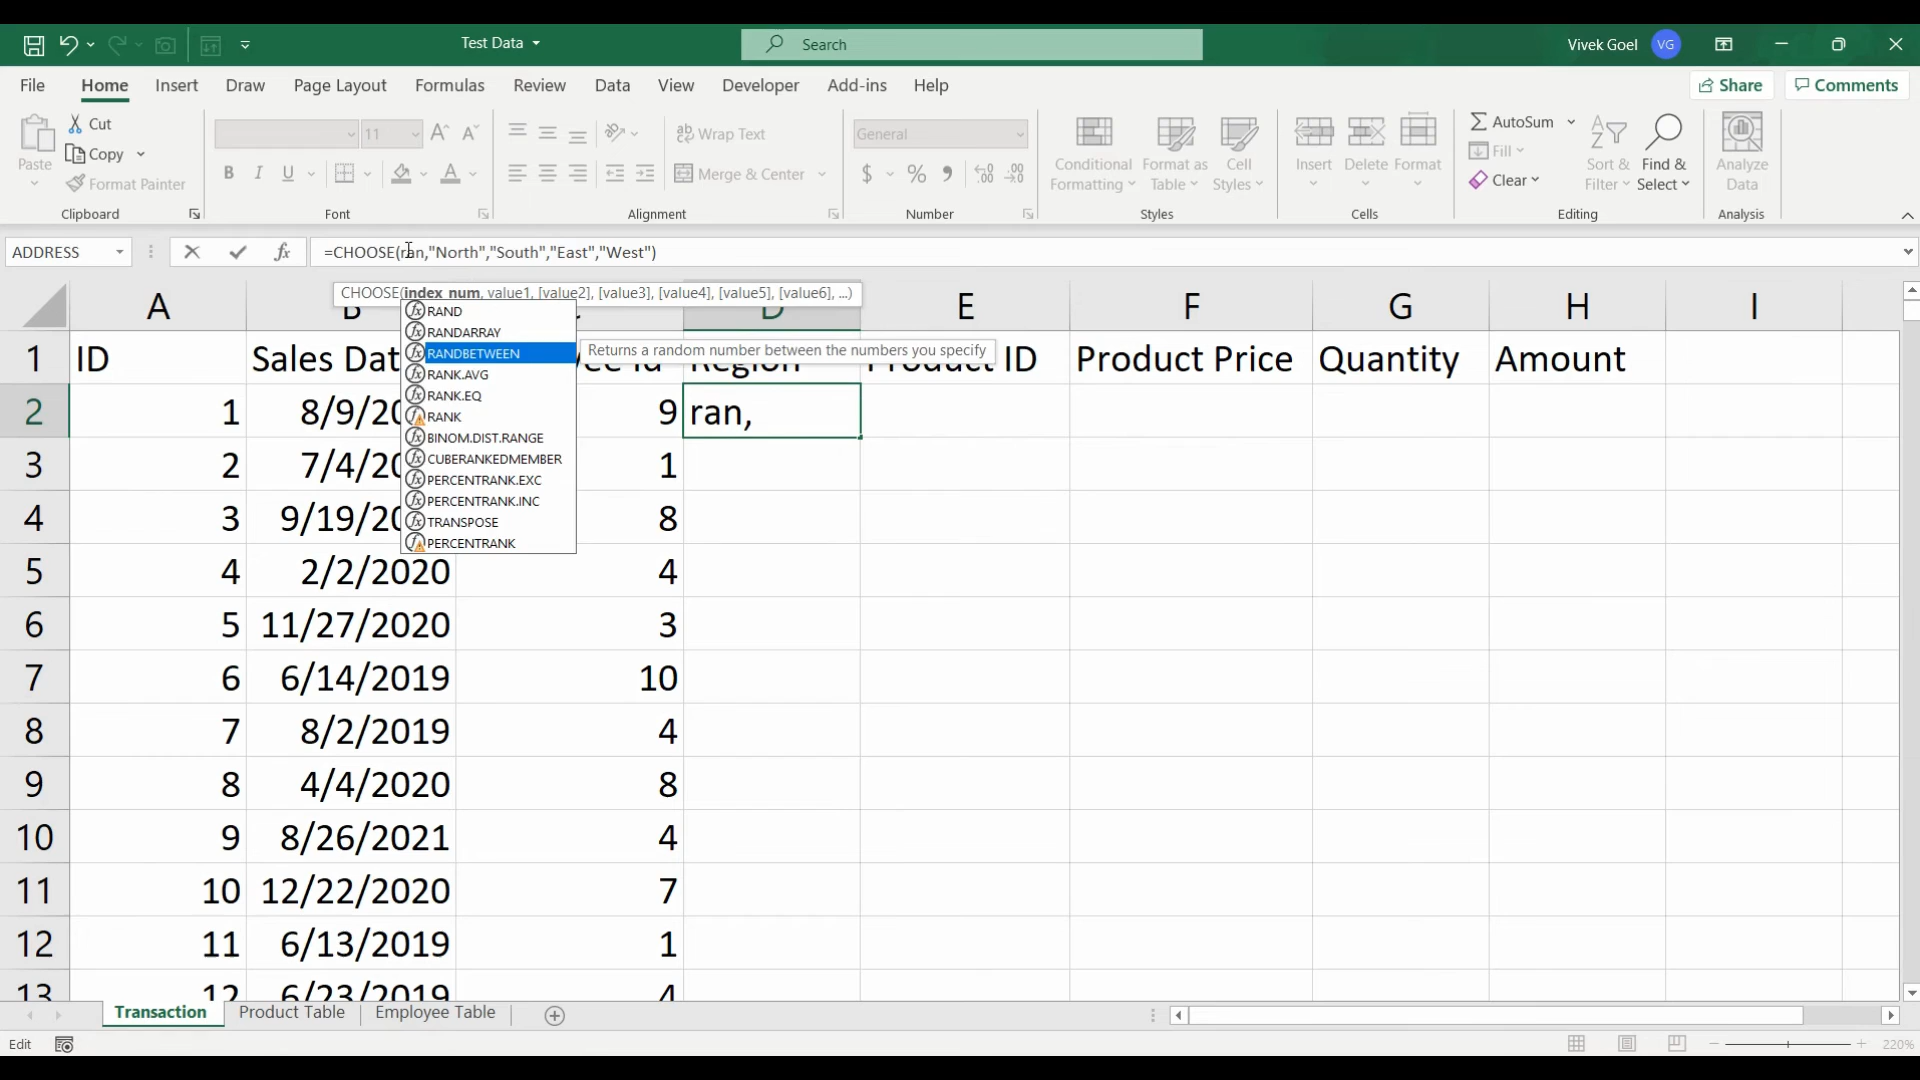 Test Data
Search
Vivek Goel VG
File Home Insert Draw Page Layout Formulas Review Data View Developer Add-ins Help Share Comments
Paste
Cut
Copy
Format Painter
Clipboard
11
A A
B I U A
Font
ab Wrap Text
Merge & Center
Alignment
General
$ %
Number
Conditional Formatting
Format as Table
Cell Styles
Styles
Insert
Delete
Format
Cells
AutoSum
Fill
Clear
Sort & Filter
Find & Select
Editing
Analyze Data
Analysis
ADDRESS fx =CHOOSE(ran,"North","South","East","West")
CHOOSE(index_num, value1, [value2], [value3], [value4], [value5], [value6], ...)
RAND
RANDARRAY
RANDBETWEEN Returns a random number between the numbers you specify
RANK.AVG
RANK.EQ
RANK
BINOM.DIST.RANGE
CUBERANKEDMEMBER
PERCENTRANK.EXC
PERCENTRANK.INC
TRANSPOSE
PERCENTRANK
A B D E F G H I
1 ID Sales Dat Region Product ID Product Price Quantity Amount
2 1 8/9/20 9 ran,
3 2 7/4/20 1
4 3 9/19/20 8
5 4 2/2/2020 4
6 5 11/27/2020 3
7 6 6/14/2019 10
8 7 8/2/2019 4
9 8 4/4/2020 8
10 9 8/26/2021 4
11 10 12/22/2020 7
12 11 6/13/2019 1
13 12 6/23/2019 4
Transaction Product Table Employee Table
Edit 220%